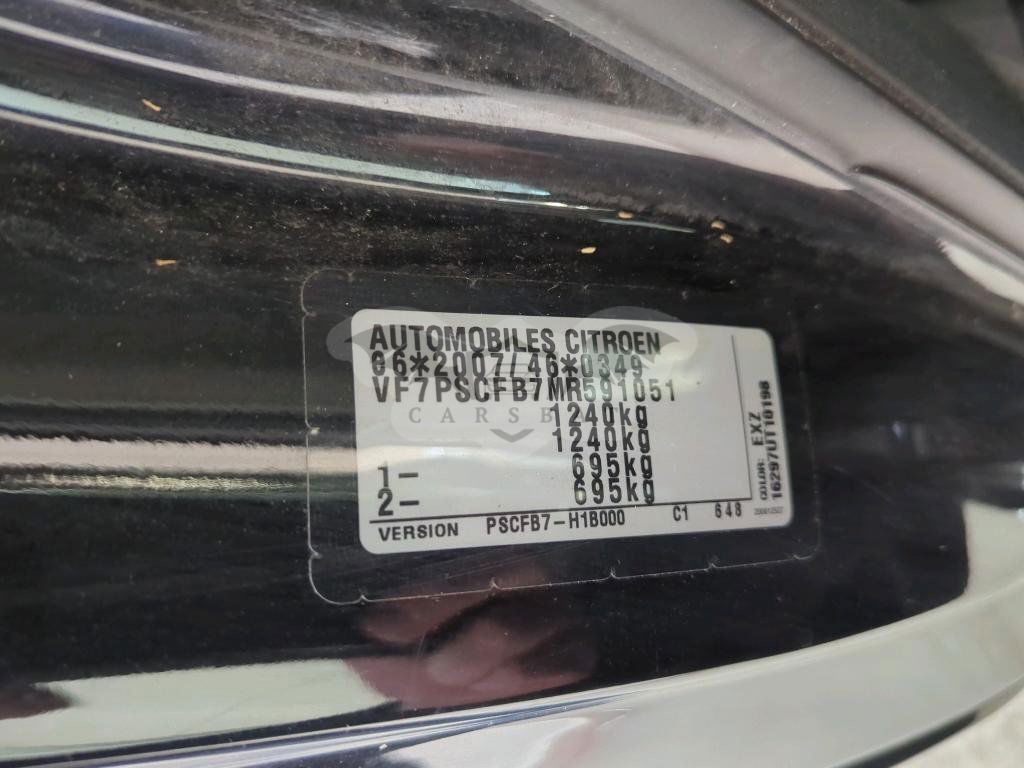 AUTOMOBILES CITROEN
e6*2007/46*0349
VF7PSCFB7MR591051
1240kg
1240kg
1- 695kg
2- 695kg
VERSION PSCFB7-H1B000 C1 648
COLOR: EXZ
16297UT10198
CARSB